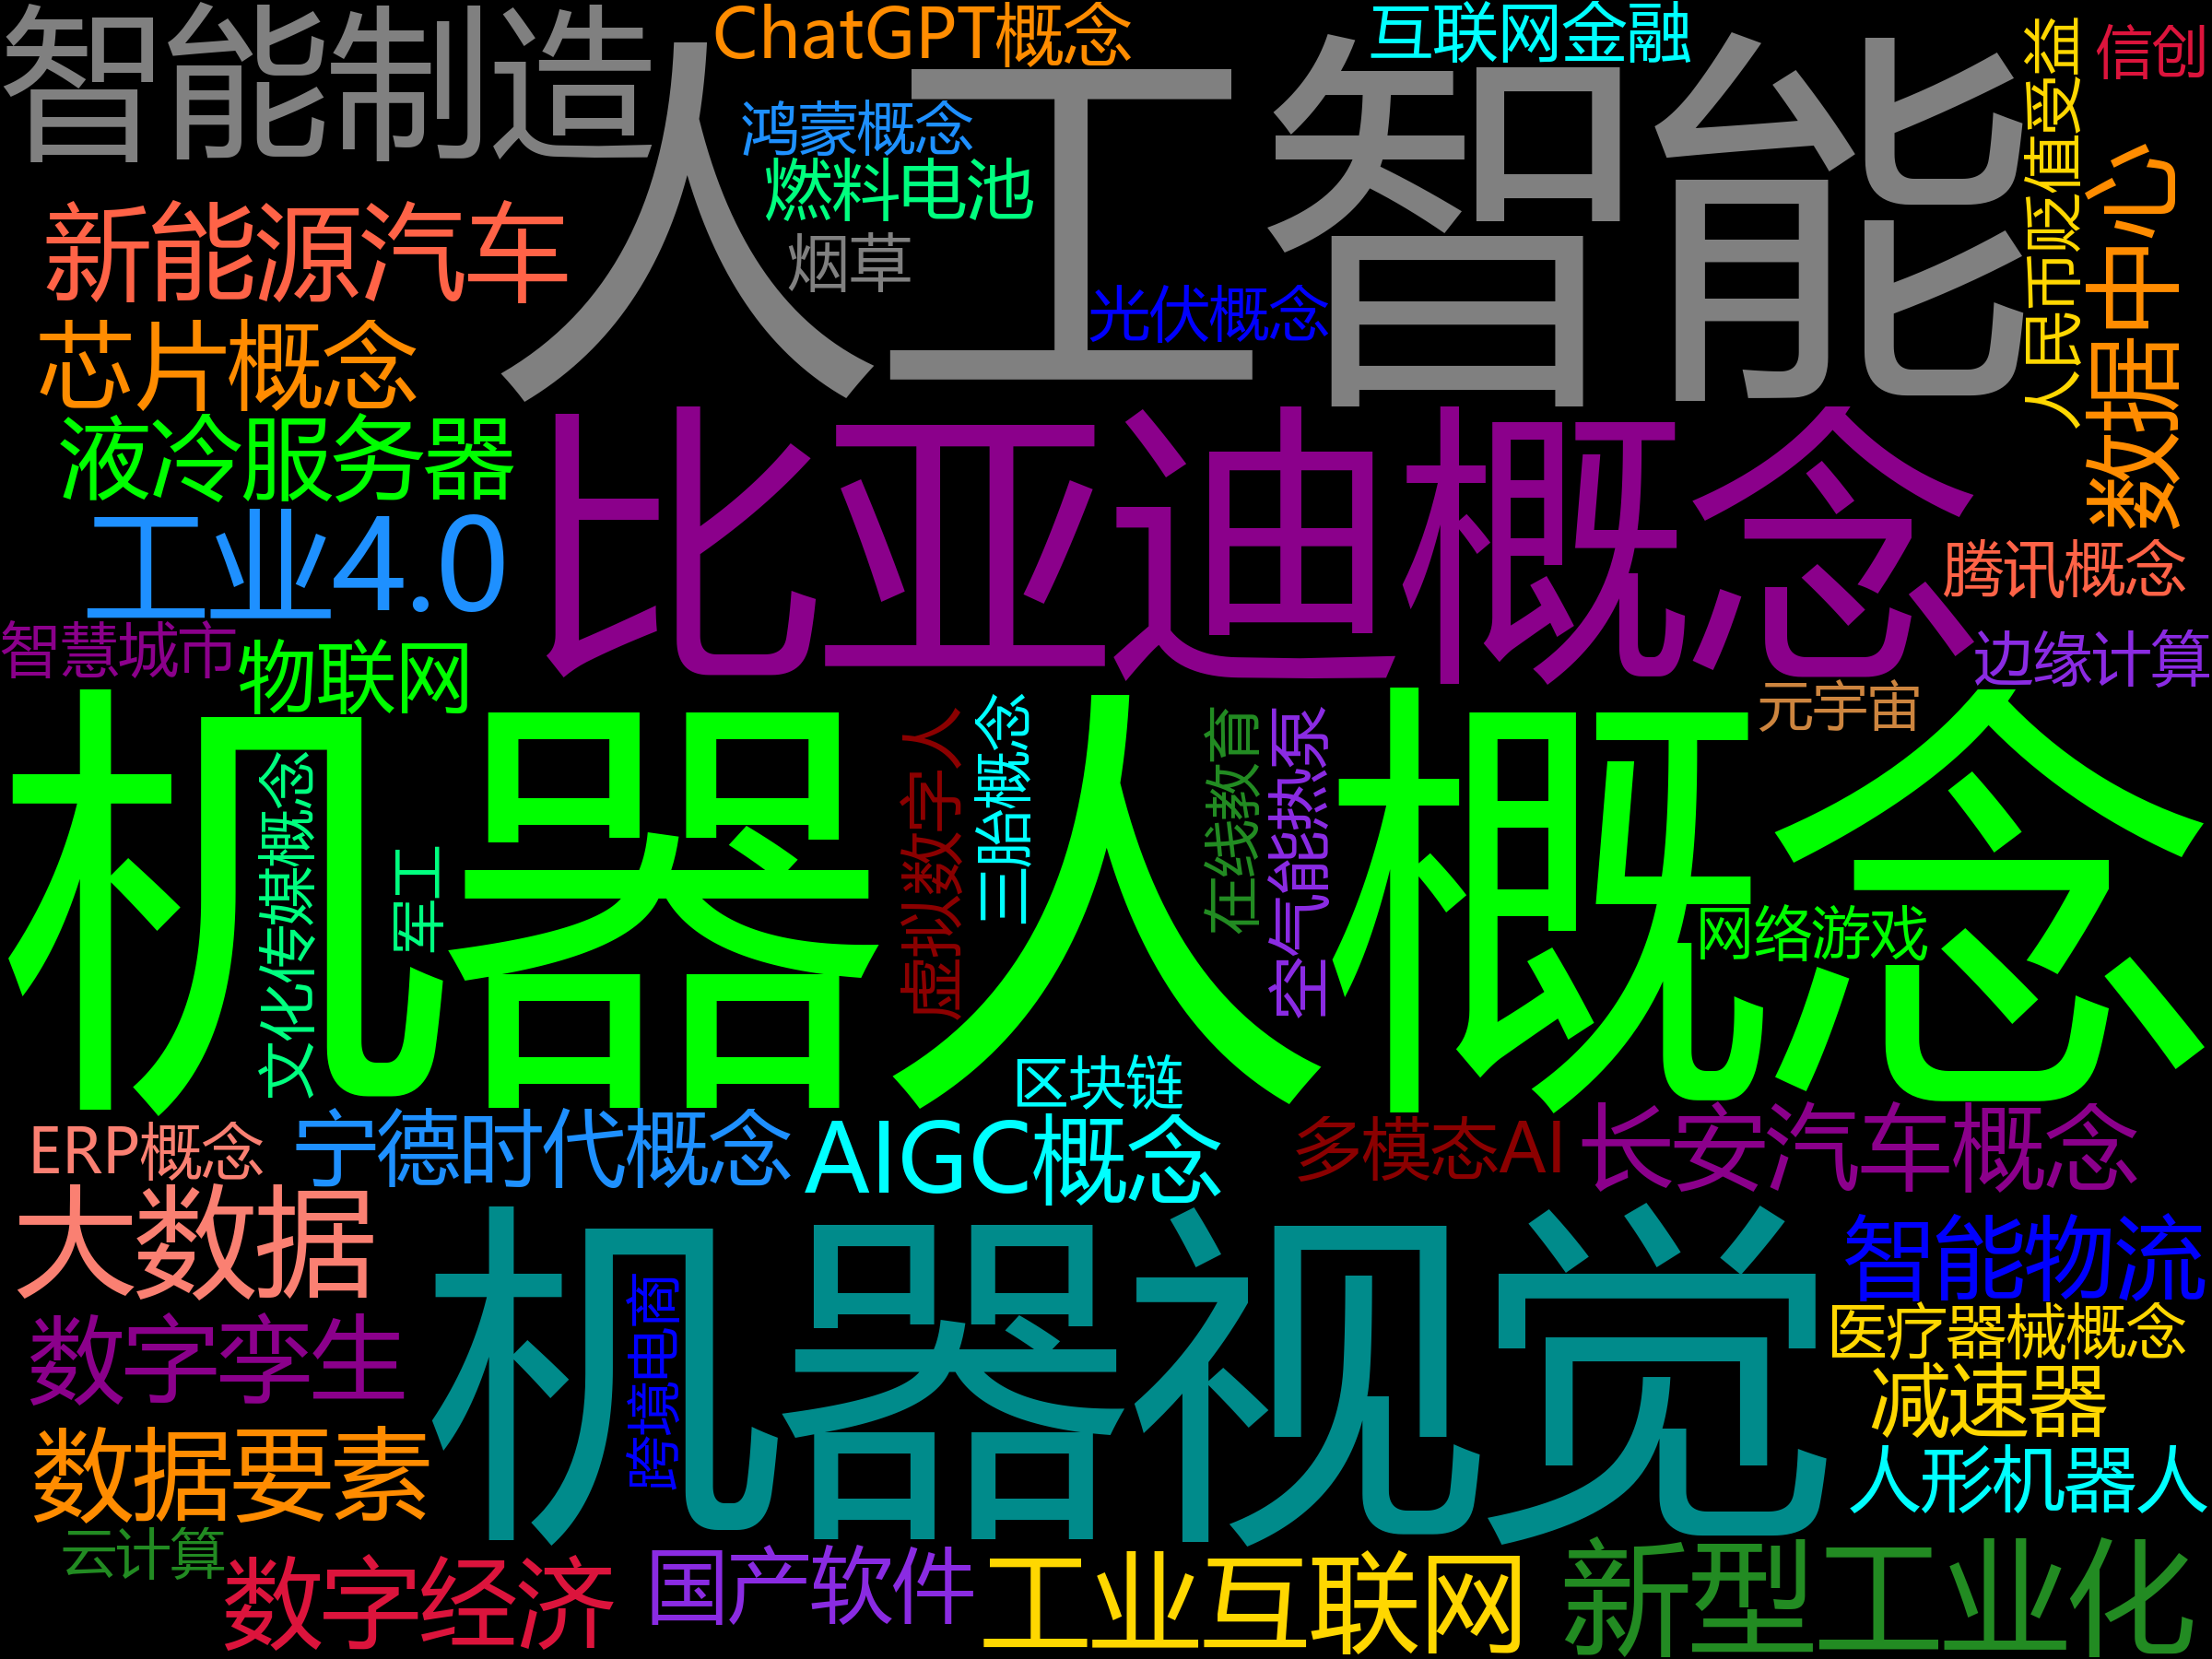 智能制造
ChatGPT概念
互联网金融
信创
人工智能
鸿蒙概念
燃料电池
烟草
光伏概念
人民币贬值受益
数据中心
新能源汽车
芯片概念
液冷服务器
工业4.0
比亚迪概念
腾讯概念
智慧城市
物联网
边缘计算
元宇宙
机器人概念
文化传媒概念
军工
虚拟数字人
三胎概念
在线教育
空气能热泵
网络游戏
区块链
ERP概念
宁德时代概念
AIGC概念
多模态AI
长安汽车概念
大数据
机器视觉
智能物流
跨境电商
医疗器械概念
数字孪生
减速器
数据要素
人形机器人
云计算
数字经济
国产软件
工业互联网
新型工业化